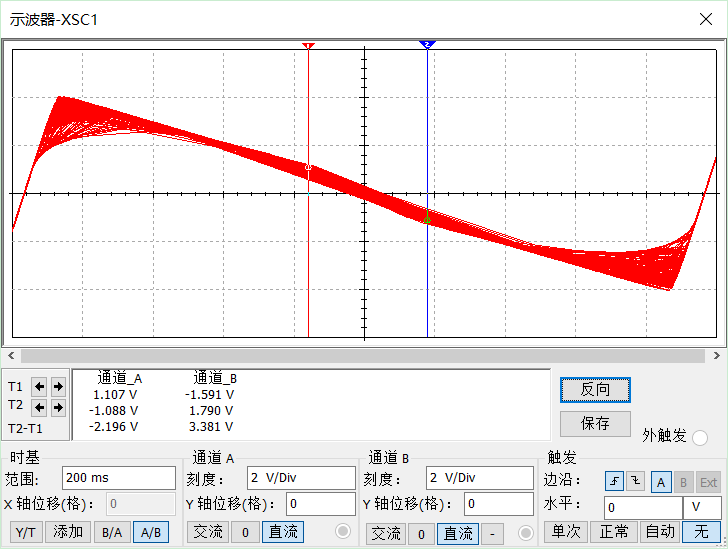 示波器-XSC1
1 2
T1
T2
T2-T1
通道_A 通道_B
1.107 V -1.591 V
-1.088 V 1.790 V
-2.196 V 3.381 V
反向
保存
外触发
时基
范围: 200 ms
X 轴位移(格): 0
Y/T 添加 B/A A/B
通道 A
刻度: 2 V/Div
Y 轴位移(格): 0
交流 0 直流
通道 B
刻度: 2 V/Div
Y 轴位移(格): 0
交流 0 直流 -
触发
边沿: A B Ext
水平: 0 V
单次 正常 自动 无